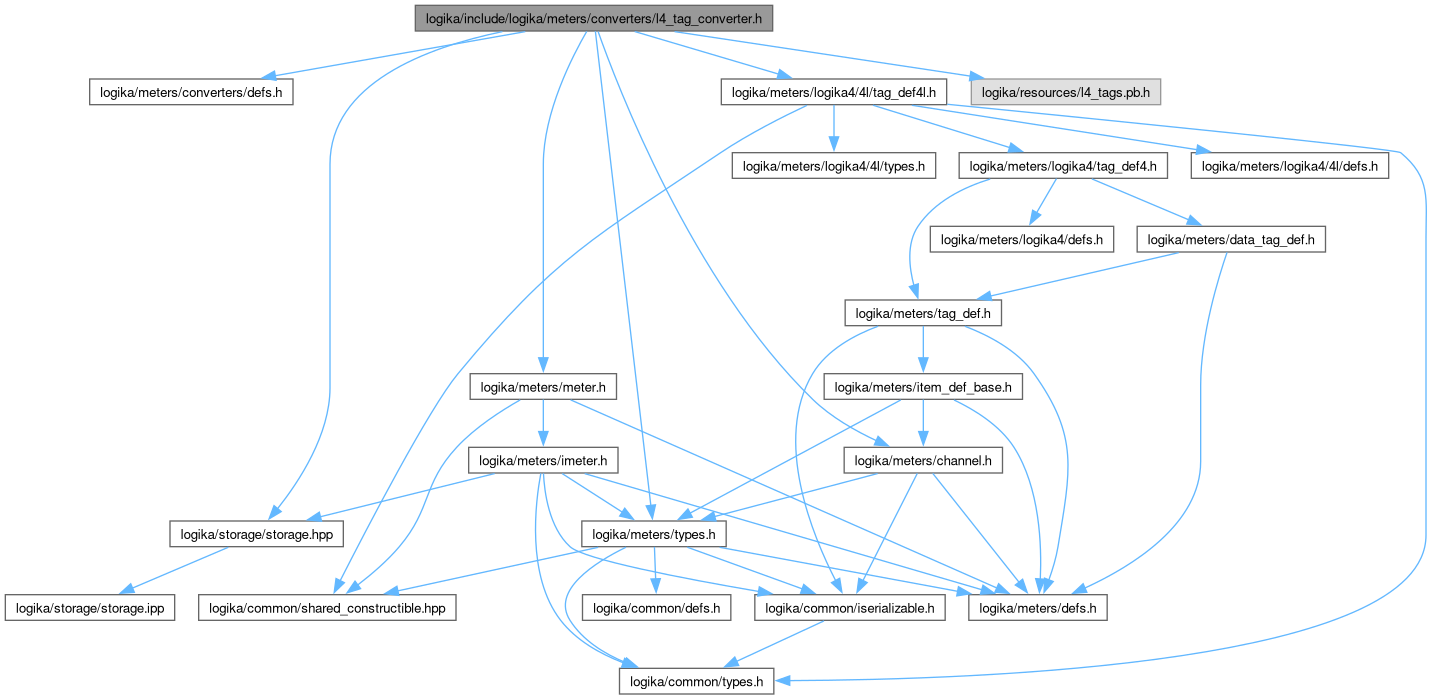 logika/include/logika/meters/converters/l4_tag_converter.h
logika/meters/converters/defs.h
logika/meters/logika4/4l/tag_def4l.h
logika/resources/l4_tags.pb.h
logika/meters/logika4/4l/types.h
logika/meters/logika4/tag_def4.h
logika/meters/logika4/4l/defs.h
logika/meters/logika4/defs.h
logika/meters/data_tag_def.h
logika/meters/tag_def.h
logika/meters/meter.h
logika/meters/item_def_base.h
logika/meters/imeter.h
logika/meters/channel.h
logika/storage/storage.hpp
logika/meters/types.h
logika/storage/storage.ipp
logika/common/shared_constructible.hpp
logika/common/defs.h
logika/common/iserializable.h
logika/meters/defs.h
logika/common/types.h